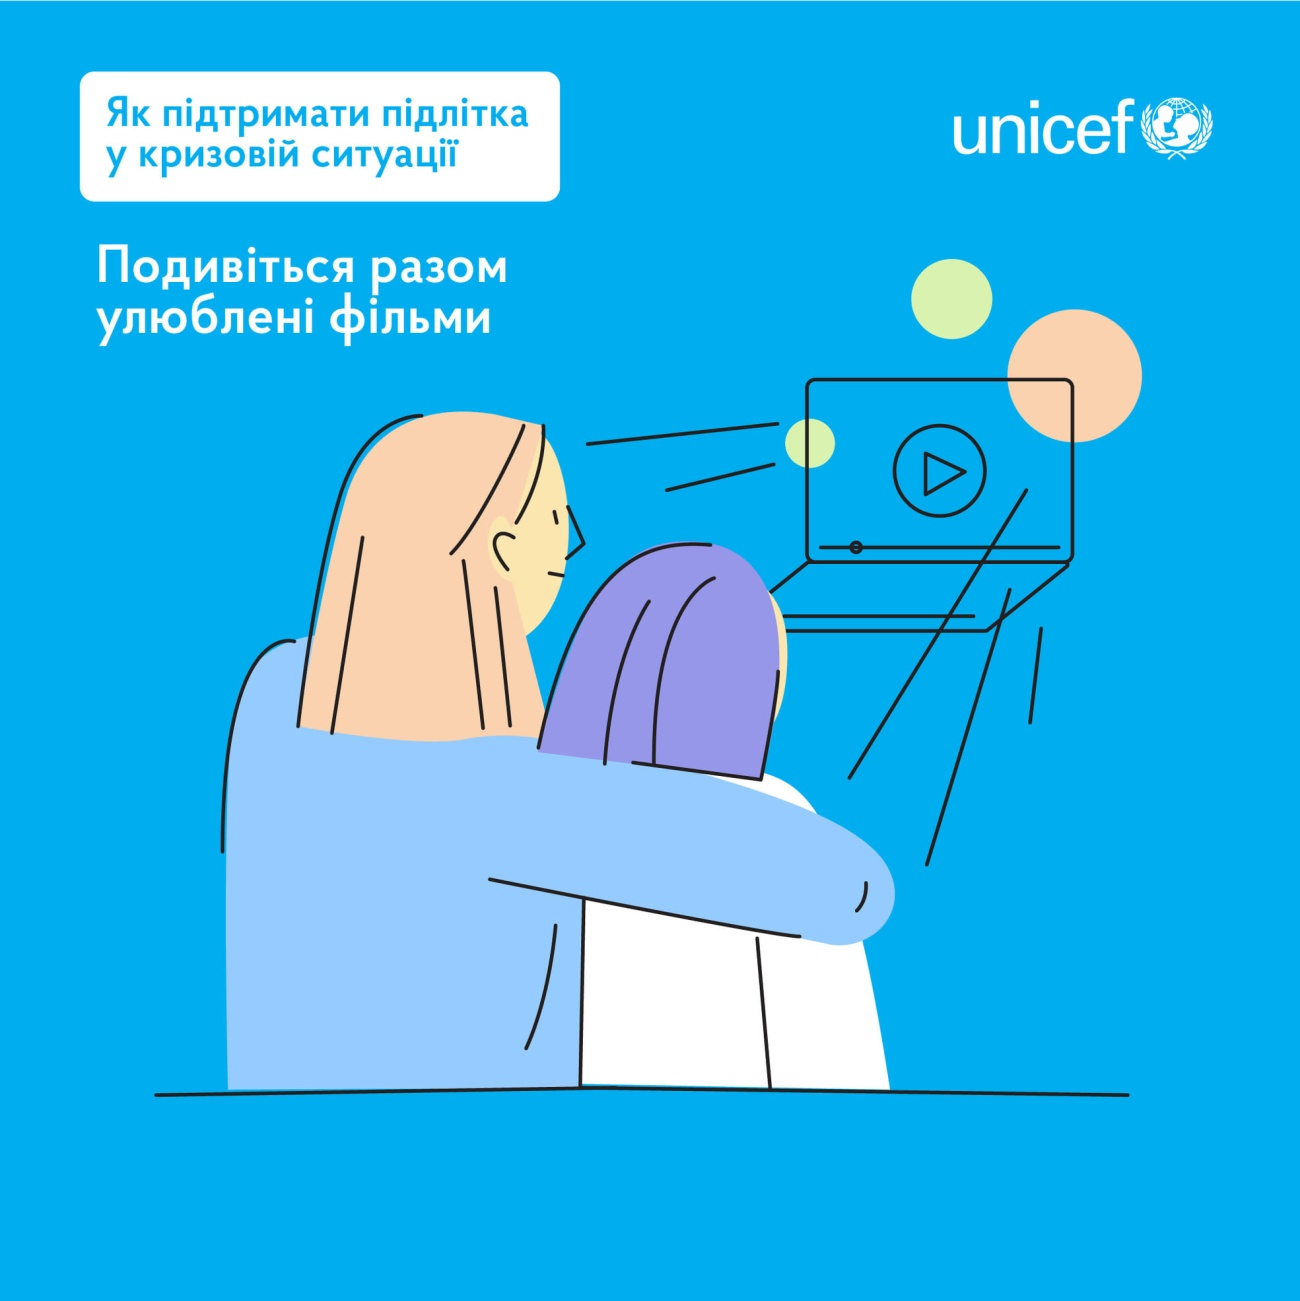 Як підтримати підлітка
у кризовій ситуації
unicef
Подивіться разом
улюблені фільми